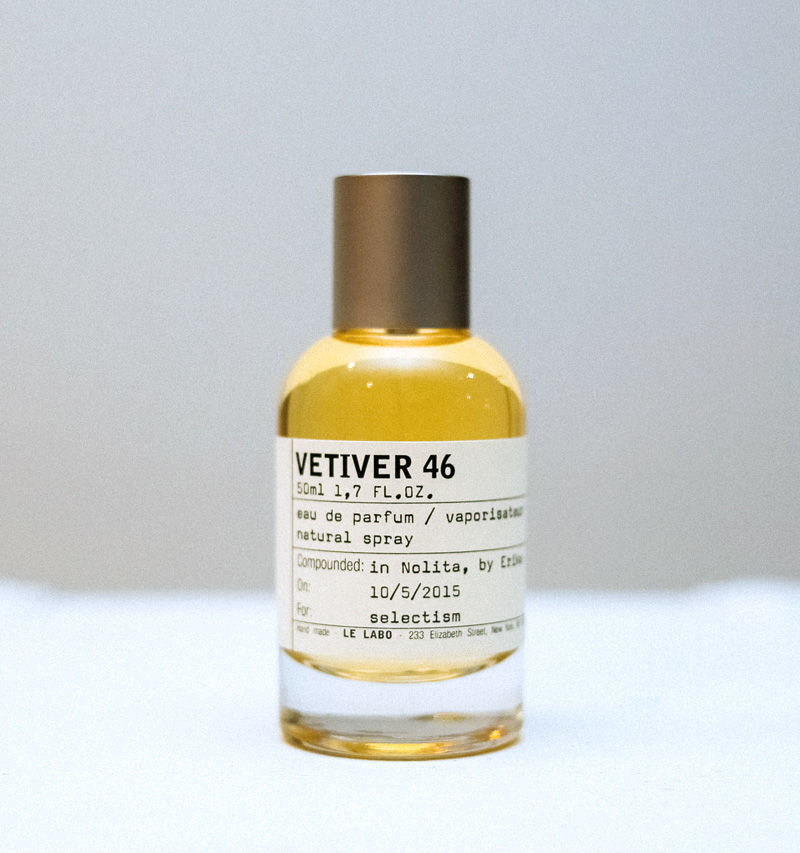 VETIVER 46
50ml 1,7 FL.OZ.
eau de parfum / vaporisateur
natural spray
Compounded: in Nolita, by
On: 10/5/2015
For: selectism
hand made - LE LABO - 233 Elizabeth Street, New